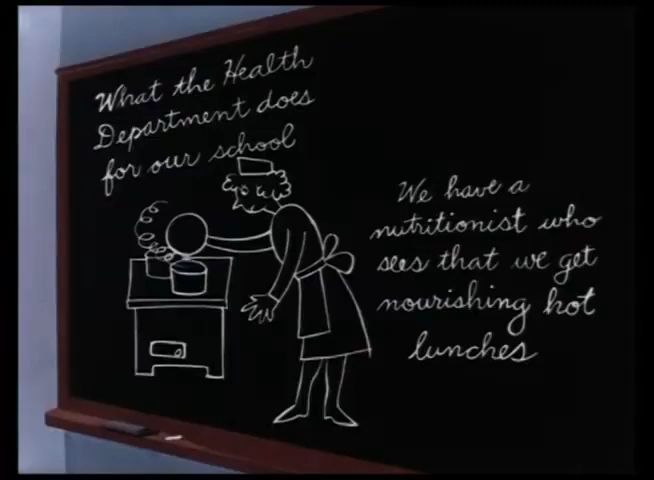 What the Health
Department does
for our school
We have a
nutritionist who
sees that we get
nourishing hot
lunches